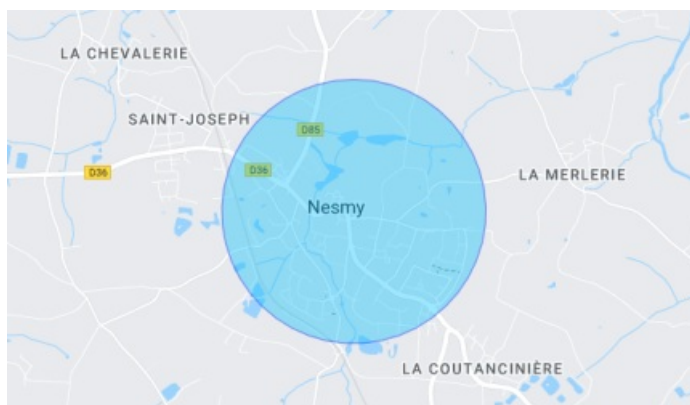 LA CHEVALERIE
SAINT-JOSEPH
D85
D36
D36
LA MERLERIE
Nesmy
LA COUTANCINIÈRE